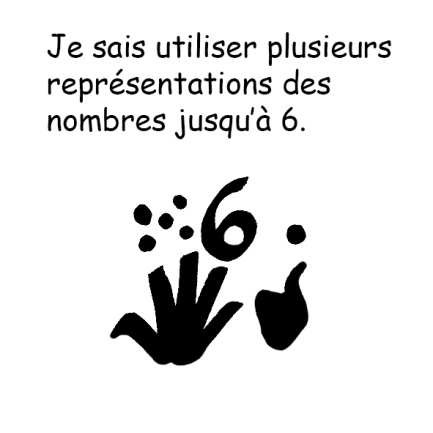 Je sais utiliser plusieurs
représentations des
nombres jusqu'à 6.
6